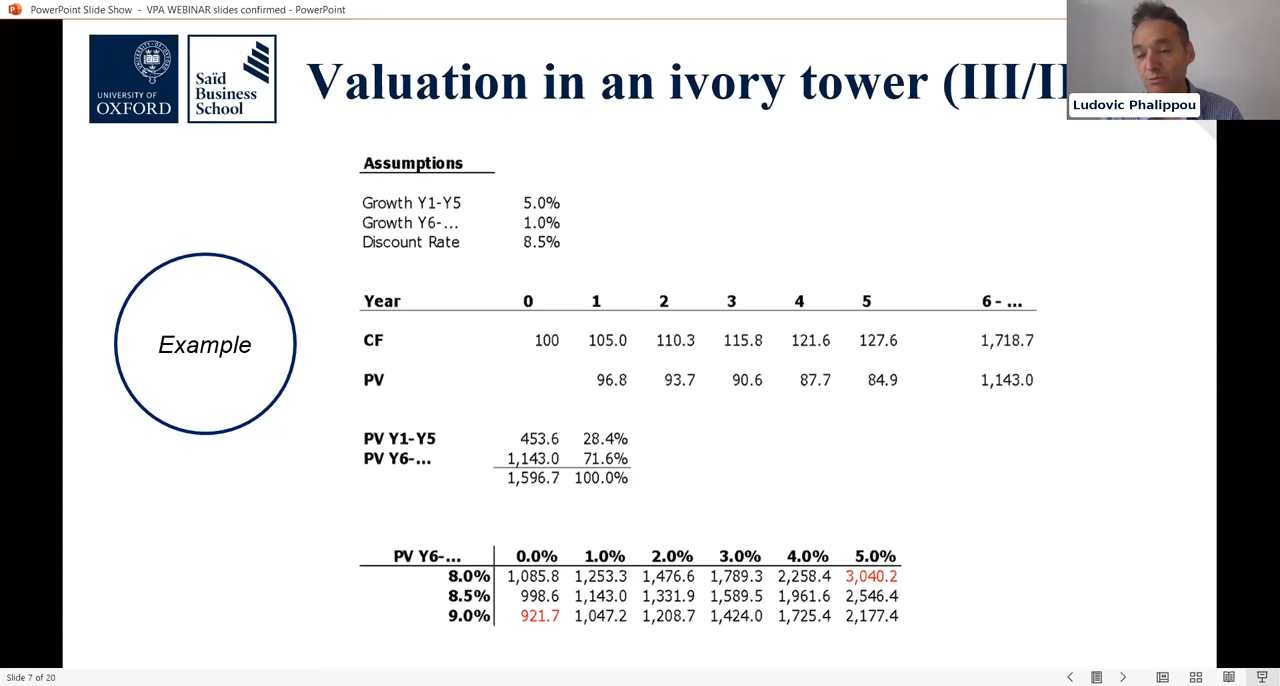 PowerPoint Slide Show - VPA WEBINAR slides confirmed - PowerPoint
UNIVERSITY OF
OXFORD
Saïd
Business
School
Valuation in an ivory tower (III/II
Ludovic Phalippou
Assumptions
Growth Y1-Y5 5.0%
Growth Y6-... 1.0%
Discount Rate 8.5%
Example
Year 0 1 2 3 4 5 6 - ...
CF 100 105.0 110.3 115.8 121.6 127.6 1,718.7
PV 96.8 93.7 90.6 87.7 84.9 1,143.0
PV Y1-Y5 453.6 28.4%
PV Y6-... 1,143.0 71.6%
1,596.7 100.0%
PV Y6-... 0.0% 1.0% 2.0% 3.0% 4.0% 5.0%
8.0% 1,085.8 1,253.3 1,476.6 1,789.3 2,258.4 3,040.2
8.5% 998.6 1,143.0 1,331.9 1,589.5 1,961.6 2,546.4
9.0% 921.7 1,047.2 1,208.7 1,424.0 1,725.4 2,177.4
Slide 7 of 20